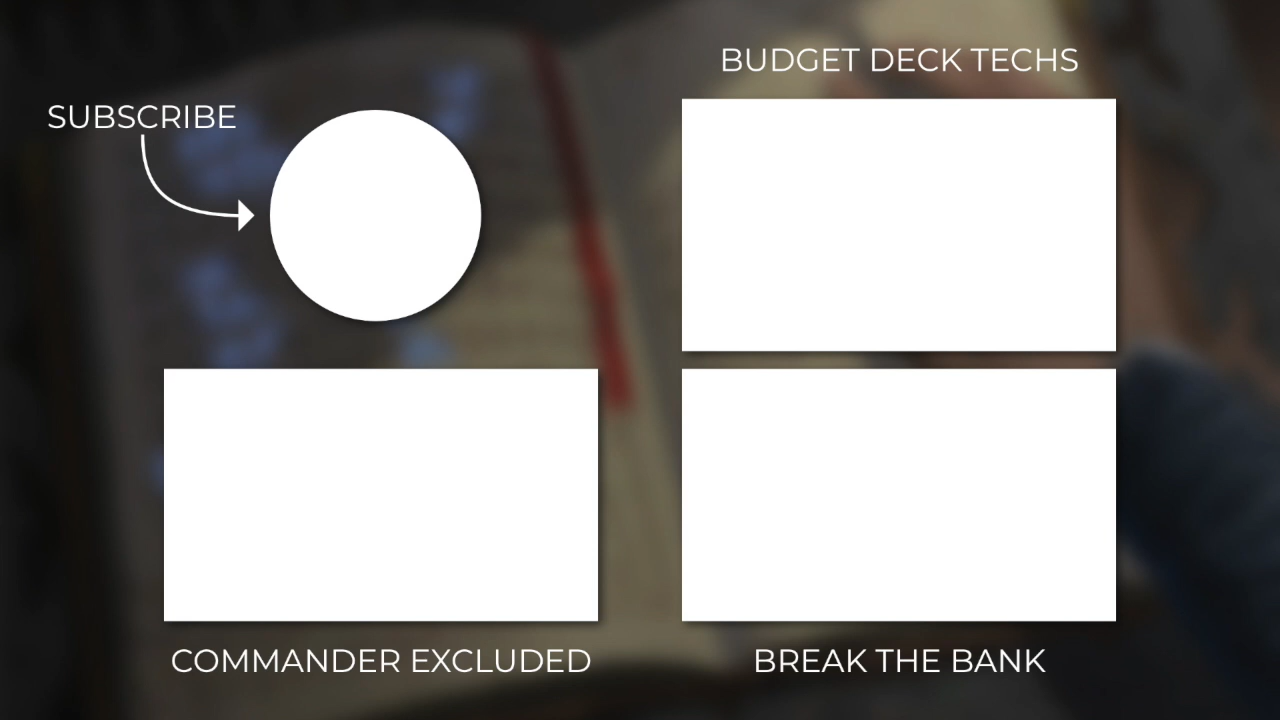 BUDGET DECK TECHS
SUBSCRIBE
COMMANDER EXCLUDED
BREAK THE BANK